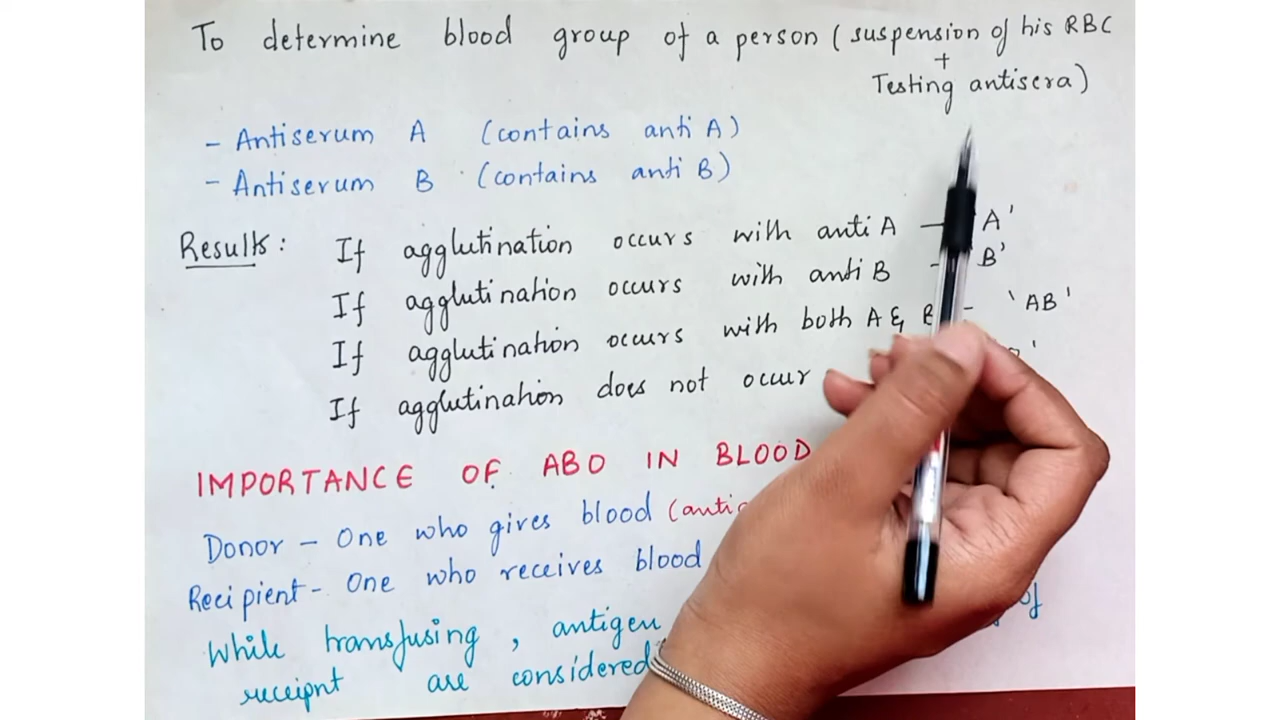 To determine blood group of a person (suspension of his RBC
+
Testing antisera)
- Antiserum A (contains anti A)
- Antiserum B (contains anti B)
Results: If agglutination occurs with anti A - A'
If agglutination occurs with anti B - B'
If agglutination occurs with both A & B - 'AB'
If agglutination does not occur
IMPORTANCE OF ABO IN BLOOD
Donor - One who gives blood
Recipient - One who receives blood
While transfusing, antigen of
receipnt are considered